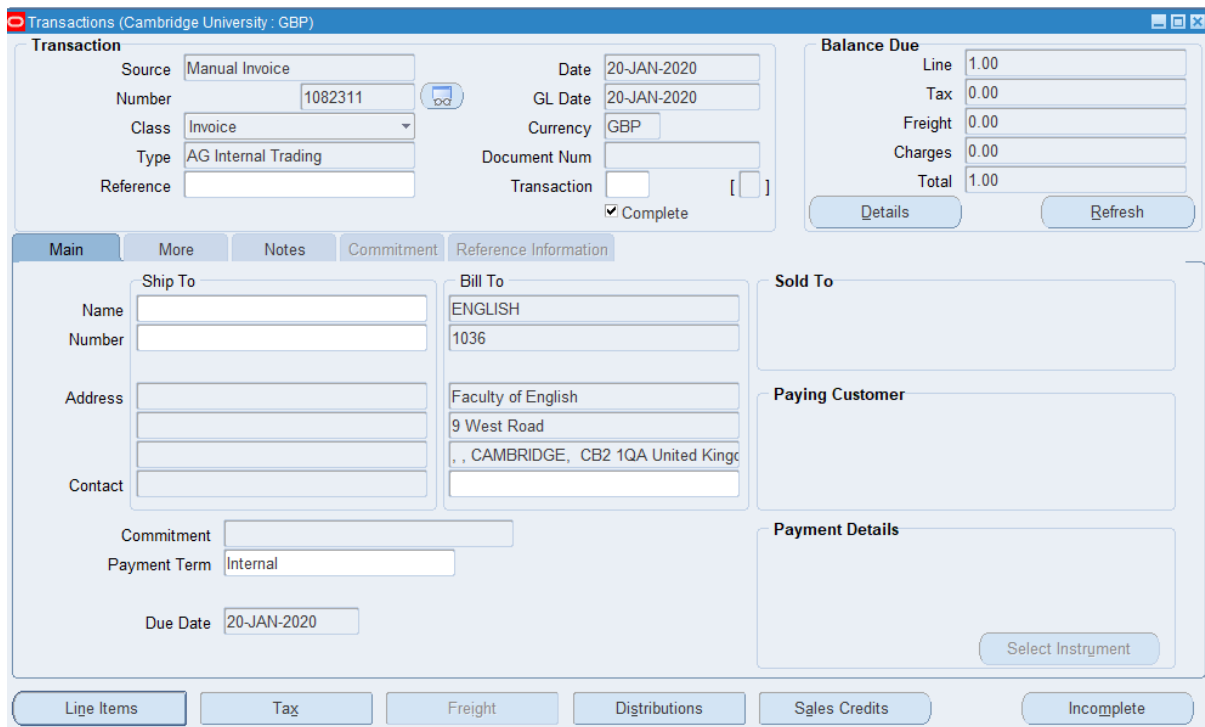 Transactions (Cambridge University : GBP)
Transaction
Source Manual Invoice
Number 1082311
Class Invoice
Type AG Internal Trading
Reference
Date 20-JAN-2020
GL Date 20-JAN-2020
Currency GBP
Document Num
Transaction [ ]
Complete
Balance Due
Line 1.00
Tax 0.00
Freight 0.00
Charges 0.00
Total 1.00
Details Refresh
Main More Notes Commitment Reference Information
Ship To
Name
Number
Address
Contact
Bill To
ENGLISH
1036
Faculty of English
9 West Road
, , CAMBRIDGE, CB2 1QA United Kingd
Sold To
Paying Customer
Payment Details
Select Instrument
Commitment
Payment Term Internal
Due Date 20-JAN-2020
Line Items Tax Freight Distributions Sales Credits Incomplete